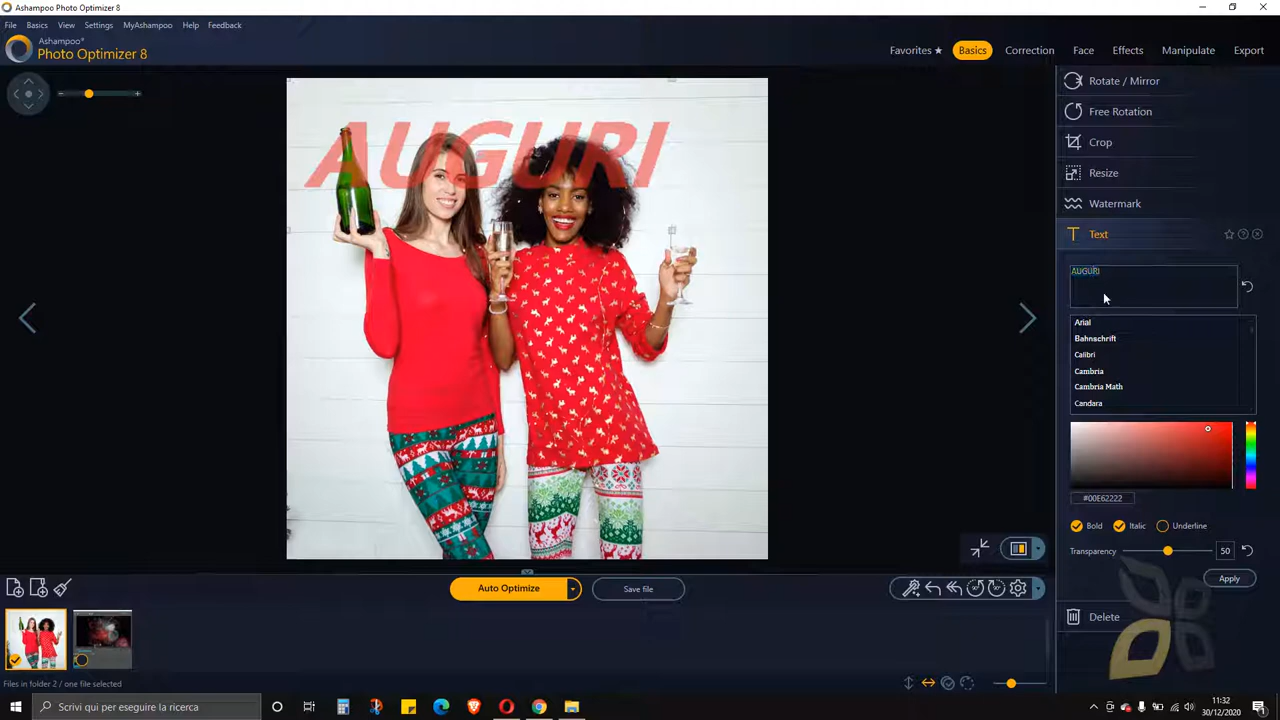 Ashampoo Photo Optimizer 8
File Basics View Settings MyAshampoo Help Feedback
Ashampoo®
Photo Optimizer 8
Favorites Basics Correction Face Effects Manipulate Export
Rotate / Mirror
Free Rotation
Crop
Resize
Watermark
Text
AUGURI
AUGURI
Arial
Bahnschrift
Calibri
Cambria
Cambria Math
Candara
#00E62222
Bold Italic Underline
Transparency 50
Apply
Auto Optimize Save file
Delete
Files in folder 2 / one file selected
Scrivi qui per eseguire la ricerca
11:32
30/12/2020